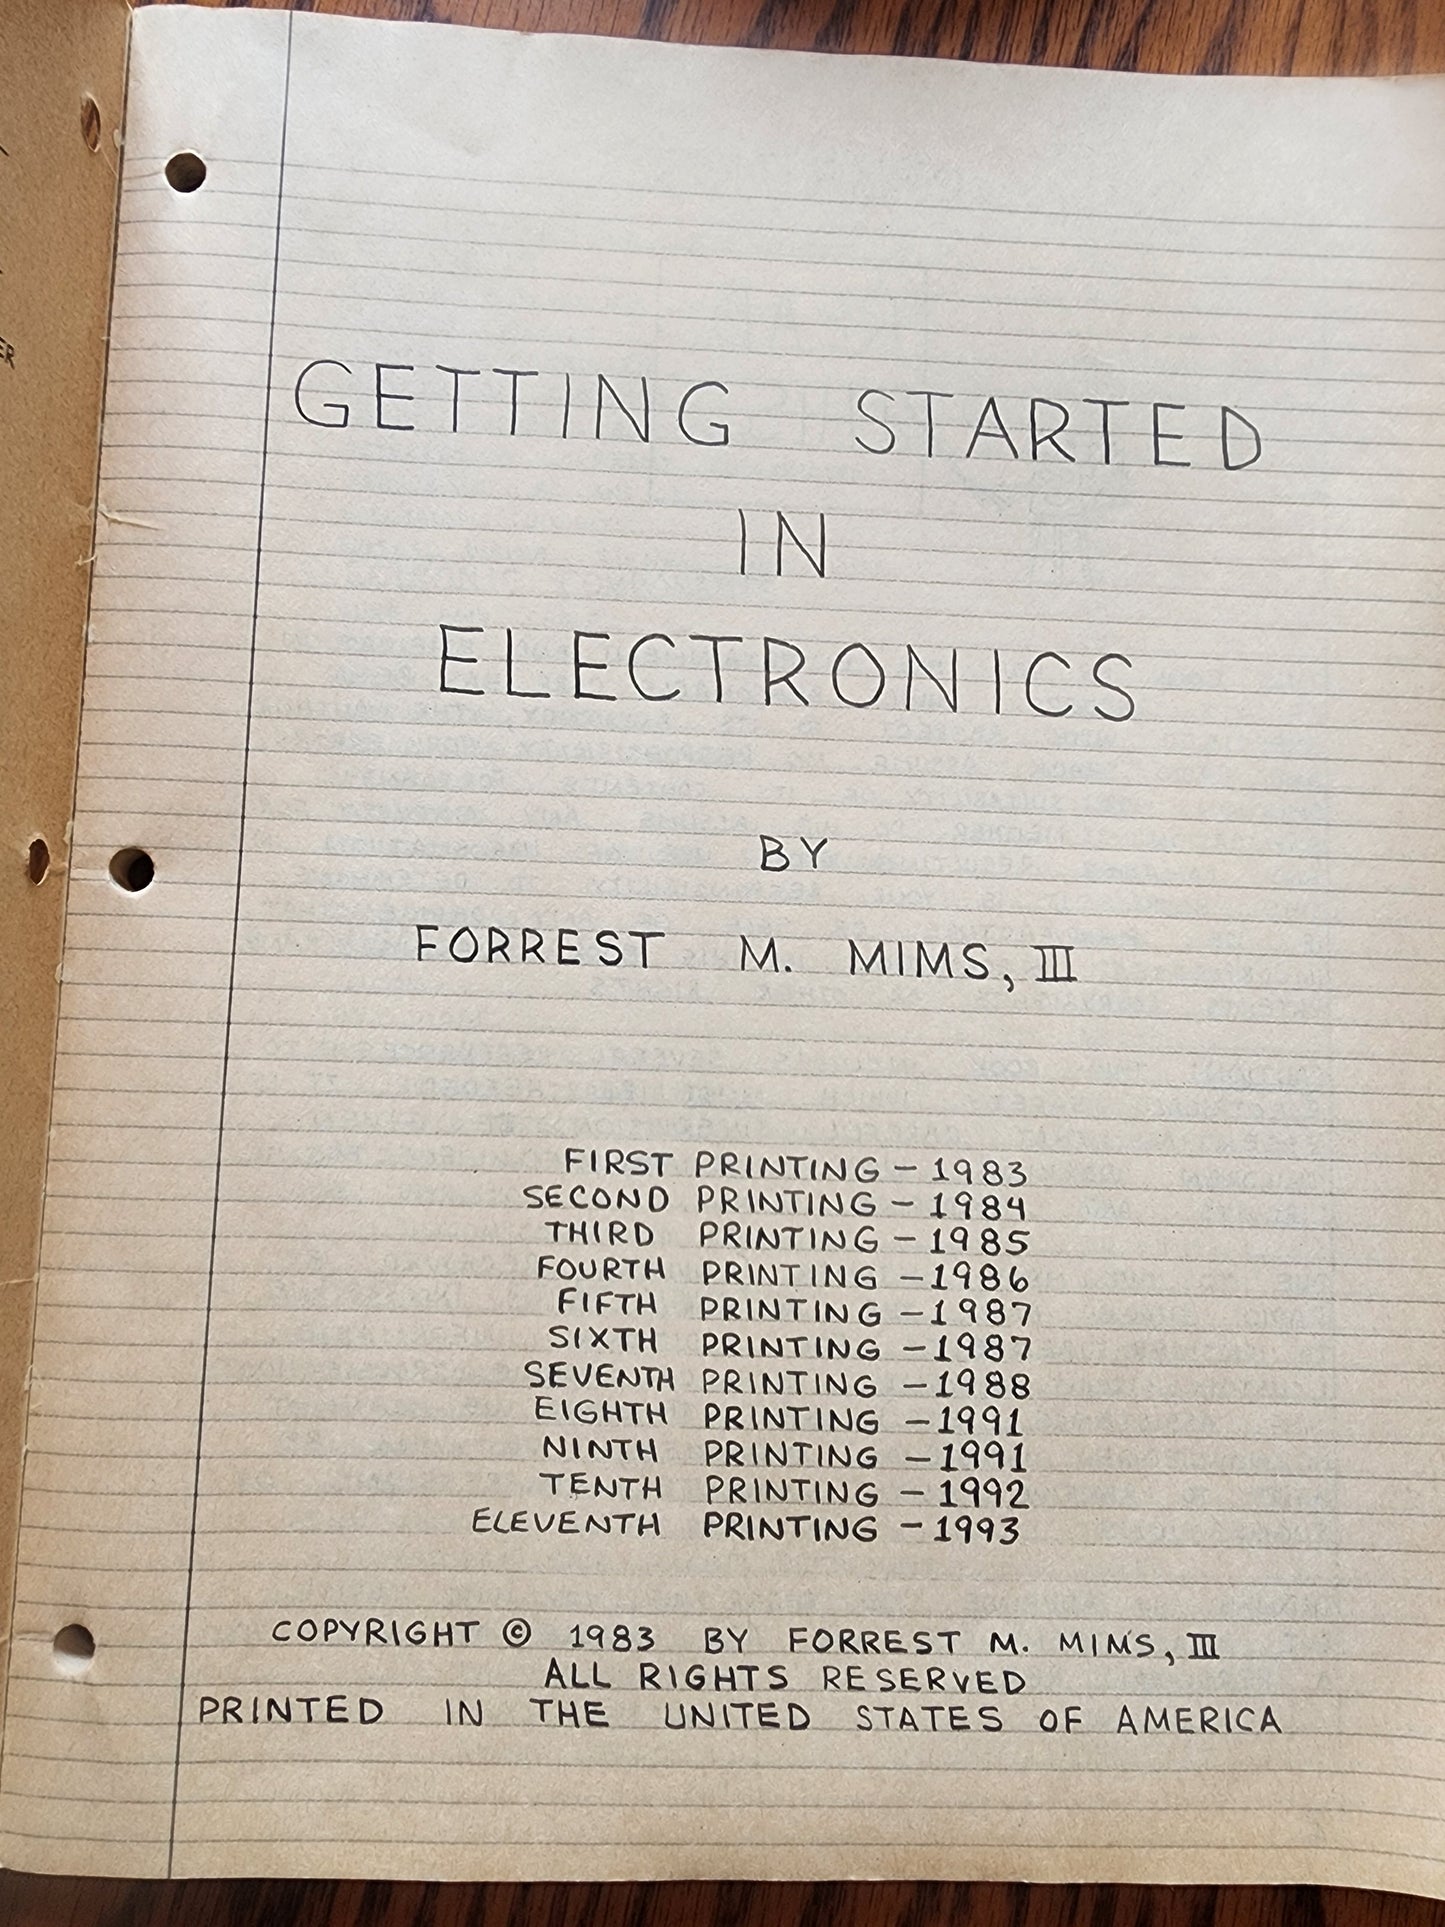 GETTING STARTED
IN
ELECTRONICS
BY
FORREST M. MIMS, III
FIRST PRINTING - 1983
SECOND PRINTING - 1984
THIRD PRINTING - 1985
FOURTH PRINTING - 1986
FIFTH PRINTING - 1987
SIXTH PRINTING - 1987
SEVENTH PRINTING - 1988
EIGHTH PRINTING - 1991
NINTH PRINTING - 1991
TENTH PRINTING - 1992
ELEVENTH PRINTING - 1993
COPYRIGHT © 1983 BY FORREST M. MIMS, III
ALL RIGHTS RESERVED
PRINTED IN THE UNITED STATES OF AMERICA